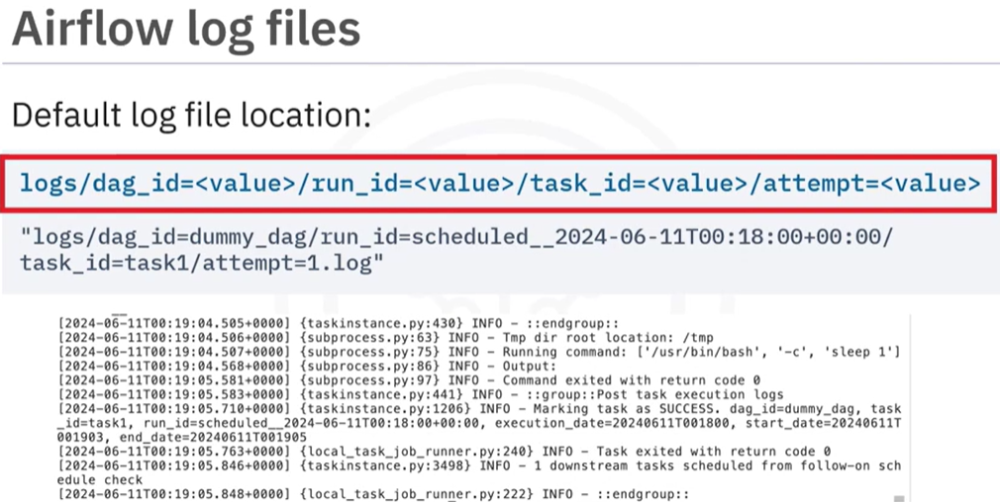 Airflow log files
Default log file location:
logs/dag_id=<value>/run_id=<value>/task_id=<value>/attempt=<value>
"logs/dag_id=dummy_dag/run_id=scheduled__2024-06-11T00:18:00+00:00/
task_id=task1/attempt=1.log"
[2024-06-11T00:19:04.505+0000] {taskinstance.py:430} INFO - ::endgroup::
[2024-06-11T00:19:04.506+0000] {subprocess.py:63} INFO - Tmp dir root location: /tmp
[2024-06-11T00:19:04.507+0000] {subprocess.py:75} INFO - Running command: ['/usr/bin/bash', '-c', 'sleep 1']
[2024-06-11T00:19:04.568+0000] {subprocess.py:86} INFO - Output:
[2024-06-11T00:19:05.581+0000] {subprocess.py:97} INFO - Command exited with return code 0
[2024-06-11T00:19:05.583+0000] {taskinstance.py:441} INFO - ::group::Post task execution logs
[2024-06-11T00:19:05.710+0000] {taskinstance.py:1206} INFO - Marking task as SUCCESS. dag_id=dummy_dag, task
_id=task1, run_id=scheduled__2024-06-11T00:18:00+00:00, execution_date=20240611T001800, start_date=20240611T
001903, end_date=20240611T001905
[2024-06-11T00:19:05.763+0000] {local_task_job_runner.py:240} INFO - Task exited with return code 0
[2024-06-11T00:19:05.846+0000] {taskinstance.py:3498} INFO - 1 downstream tasks scheduled from follow-on sch
edule check
[2024-06-11T00:19:05.848+0000] {local_task_job_runner.py:222} INFO - ::endgroup::